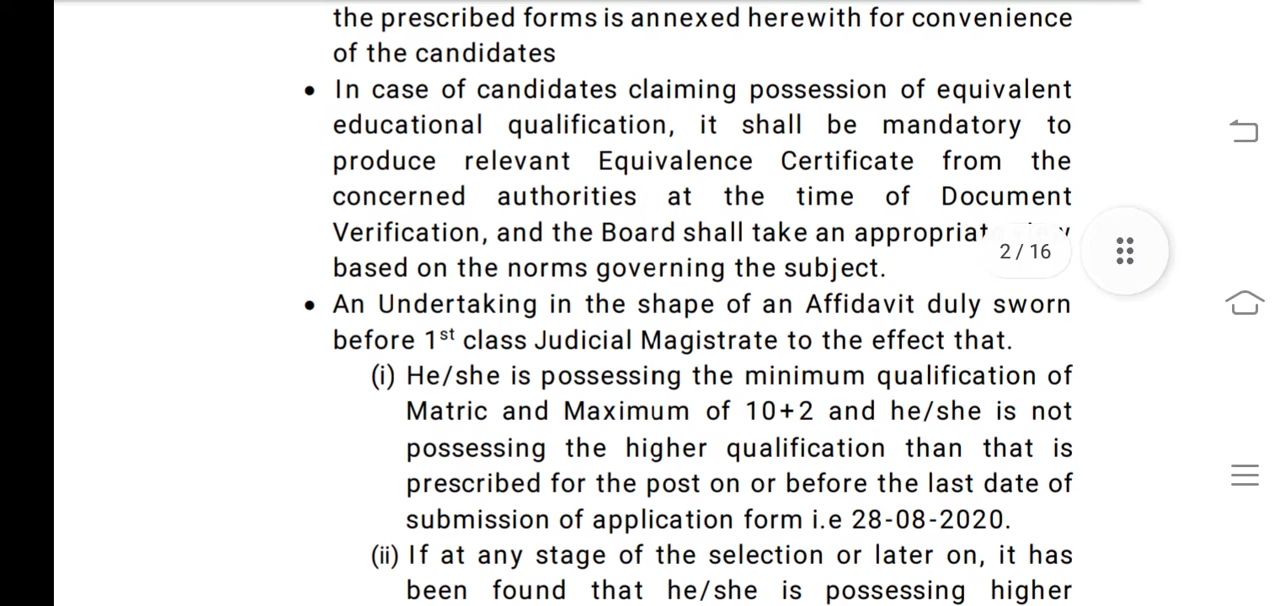 the prescribed forms is annexed herewith for convenience
of the candidates
• In case of candidates claiming possession of equivalent
educational qualification, it shall be mandatory to
produce relevant Equivalence Certificate from the
concerned authorities at the time of Document
Verification, and the Board shall take an appropriate
2 / 16
based on the norms governing the subject.
• An Undertaking in the shape of an Affidavit duly sworn
before 1st class Judicial Magistrate to the effect that.
(i) He/she is possessing the minimum qualification of
Matric and Maximum of 10+2 and he/she is not
possessing the higher qualification than that is
prescribed for the post on or before the last date of
submission of application form i.e 28-08-2020.
(ii) If at any stage of the selection or later on, it has
been found that he/she is possessing higher